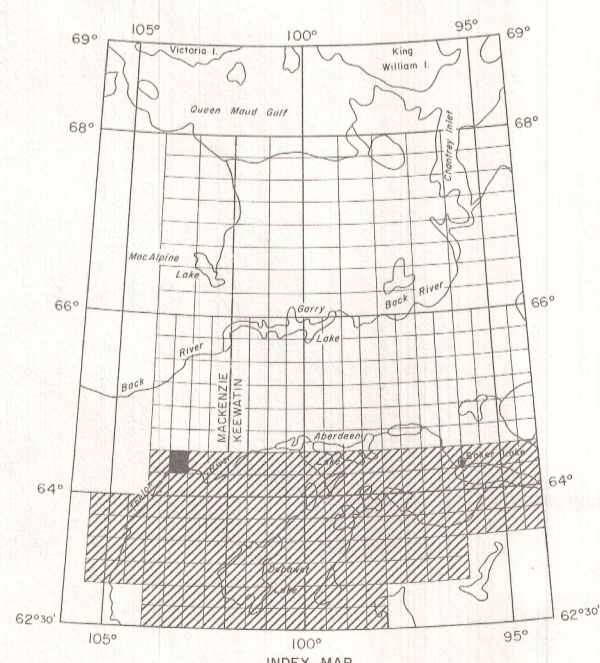 105° 100° 95°
69° 69°
Victoria I. King
William I.
Queen Maud Gulf
68° 68°
Chantrey Inlet
MacAlpine
Lake
Back River
66° Garry 66°
Lake
River
Back
MACKENZIE
KEEWATIN
Aberdeen
Lake
Baker Lake
River
64° 64°
Thelon
Dubawnt
Lake
62°30' 62°30'
105° 100° 95°
INDEX MAP